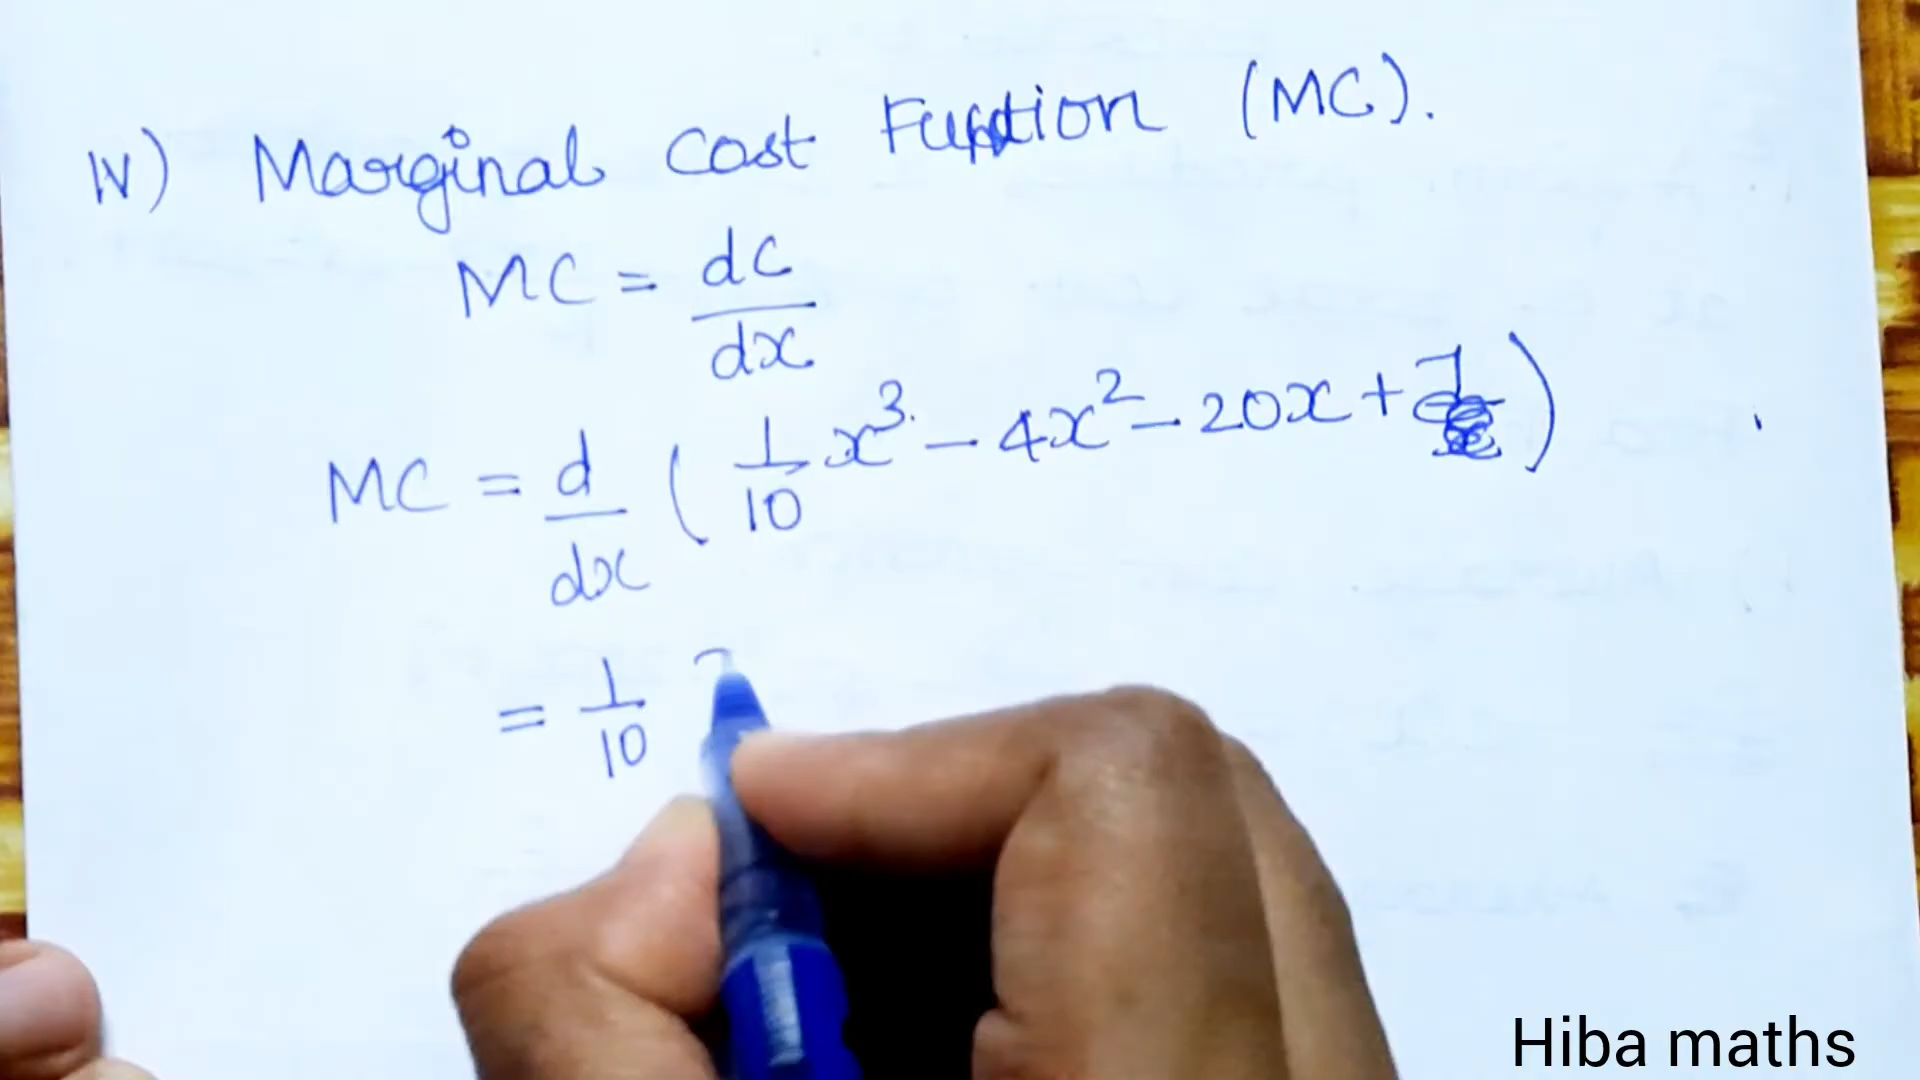 IV) Marginal Cost Function (MC).
MC = dC/dx
MC = d/dx ( 1/10 x³ - 4x² - 20x + 7 )
= 1/10
Hiba maths